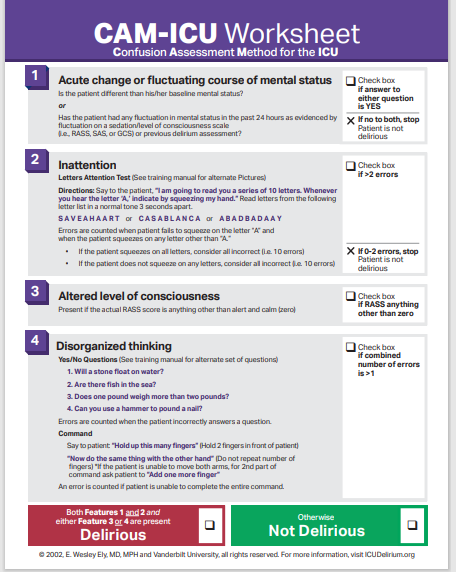 CAM-ICU Worksheet
Confusion Assessment Method for the ICU
1
Acute change or fluctuating course of mental status
Is the patient different than his/her baseline mental status?
or
Has the patient had any fluctuation in mental status in the past 24 hours as evidenced by
fluctuation on a sedation/level of consciousness scale
(i.e., RASS, SAS, or GCS) or previous delirium assessment?
Check box
if answer to
either question
is YES
X If no to both, stop
Patient is not
delirious
2
Inattention
Letters Attention Test (See training manual for alternate Pictures)
Directions: Say to the patient, "I am going to read you a series of 10 letters. Whenever
you hear the letter 'A,' indicate by squeezing my hand." Read letters from the following
letter list in a normal tone 3 seconds apart.
S A V E A H A A R T or C A S A B L A N C A or A B A D B A D A A Y
Errors are counted when patient fails to squeeze on the letter "A" and
when the patient squeezes on any letter other than "A."
• If the patient squeezes on all letters, consider all incorrect (i.e. 10 errors)
• If the patient does not squeeze on any letters, consider all incorrect (i.e. 10 errors)
Check box
if >2 errors
X If 0-2 errors, stop
Patient is not
delirious
3
Altered level of consciousness
Present if the actual RASS score is anything other than alert and calm (zero)
Check box
if RASS anything
other than zero
4
Disorganized thinking
Yes/No Questions (See training manual for alternate set of questions)
1. Will a stone float on water?
2. Are there fish in the sea?
3. Does one pound weigh more than two pounds?
4. Can you use a hammer to pound a nail?
Errors are counted when the patient incorrectly answers a question.
Command
Say to patient: "Hold up this many fingers" (Hold 2 fingers in front of patient)
"Now do the same thing with the other hand" (Do not repeat number of
fingers) *If the patient is unable to move both arms, for 2nd part of
command ask patient to "Add one more finger"
An error is counted if patient is unable to complete the entire command.
Check box
if combined
number of errors
is >1
Both Features 1 and 2 and
either Feature 3 or 4 are present
Delirious
Otherwise
Not Delirious
© 2002, E. Wesley Ely, MD, MPH and Vanderbilt University, all rights reserved. For more information, visit ICUDelirium.org